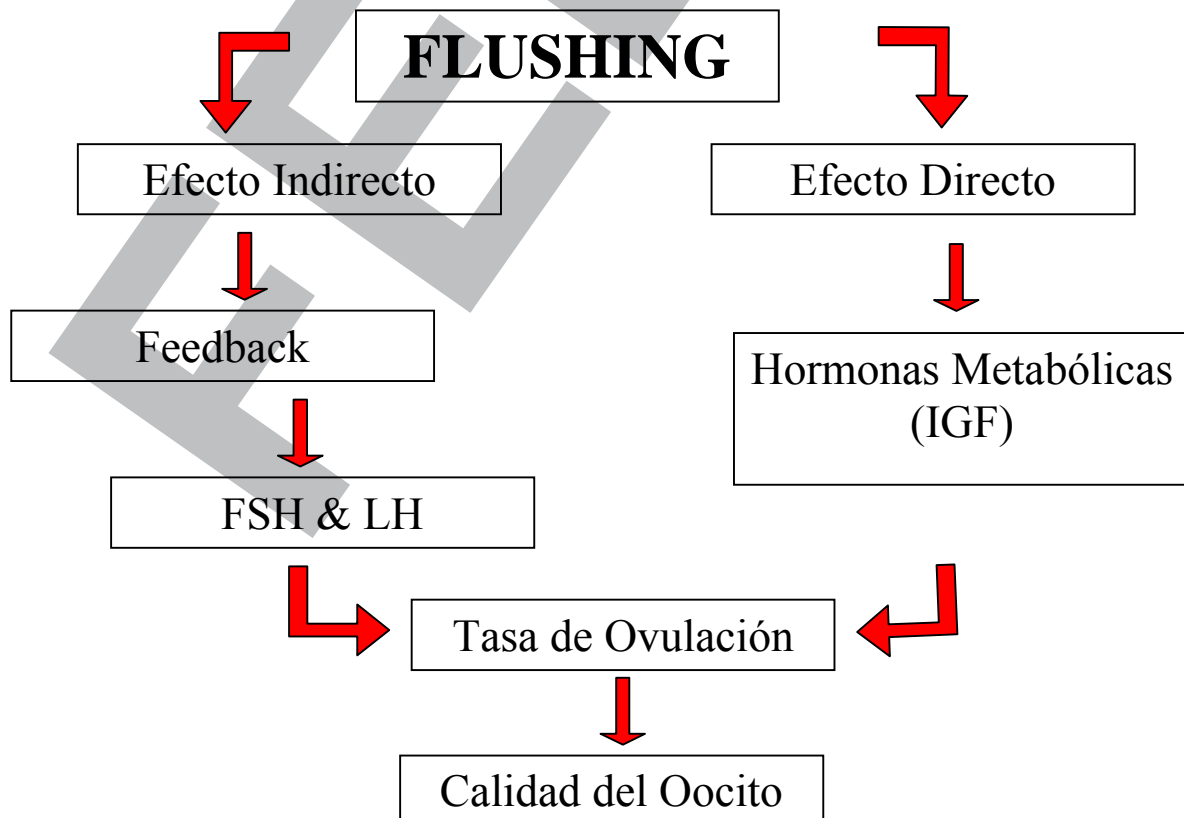 FLUSHING
Efecto Indirecto
Efecto Directo
Feedback
Hormonas Metabólicas
(IGF)
FSH & LH
Tasa de Ovulación
Calidad del Oocito